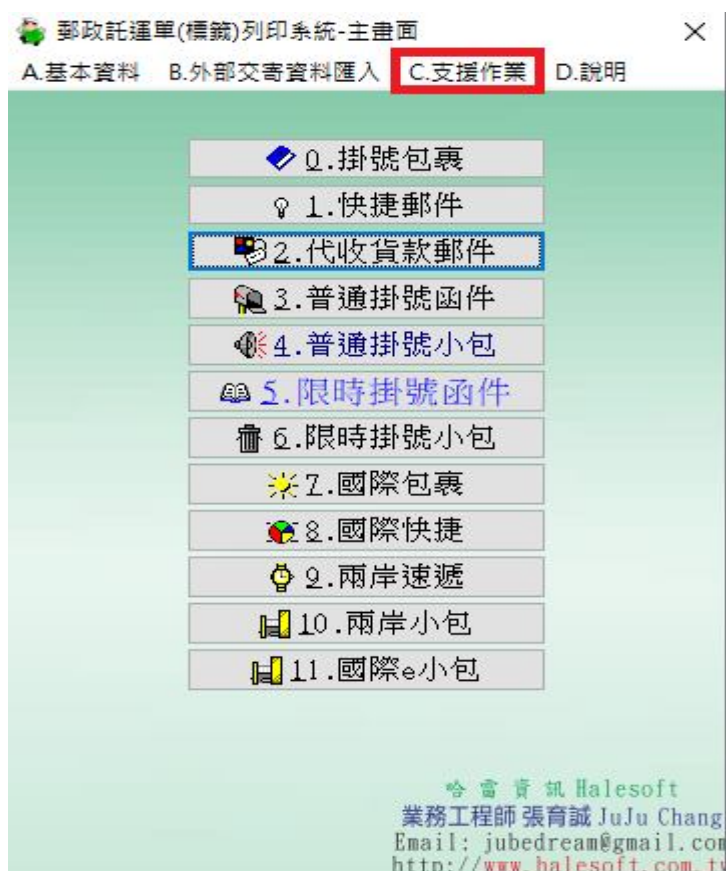 郵政託運單(標籤)列印系統-主畫面
A.基本資料 B.外部交寄資料匯入 C.支援作業 D.說明
0.掛號包裹
1.快捷郵件
2.代收貨款郵件
3.普通掛號函件
4.普通掛號小包
5.限時掛號函件
6.限時掛號小包
7.國際包裹
8.國際快捷
9.兩岸速遞
10.兩岸小包
11.國際e小包
哈雷資訊 Halesoft
業務工程師 張育誠 JuJu Chang
Email: jubedream@gmail.com
http://www.halesoft.com.tw